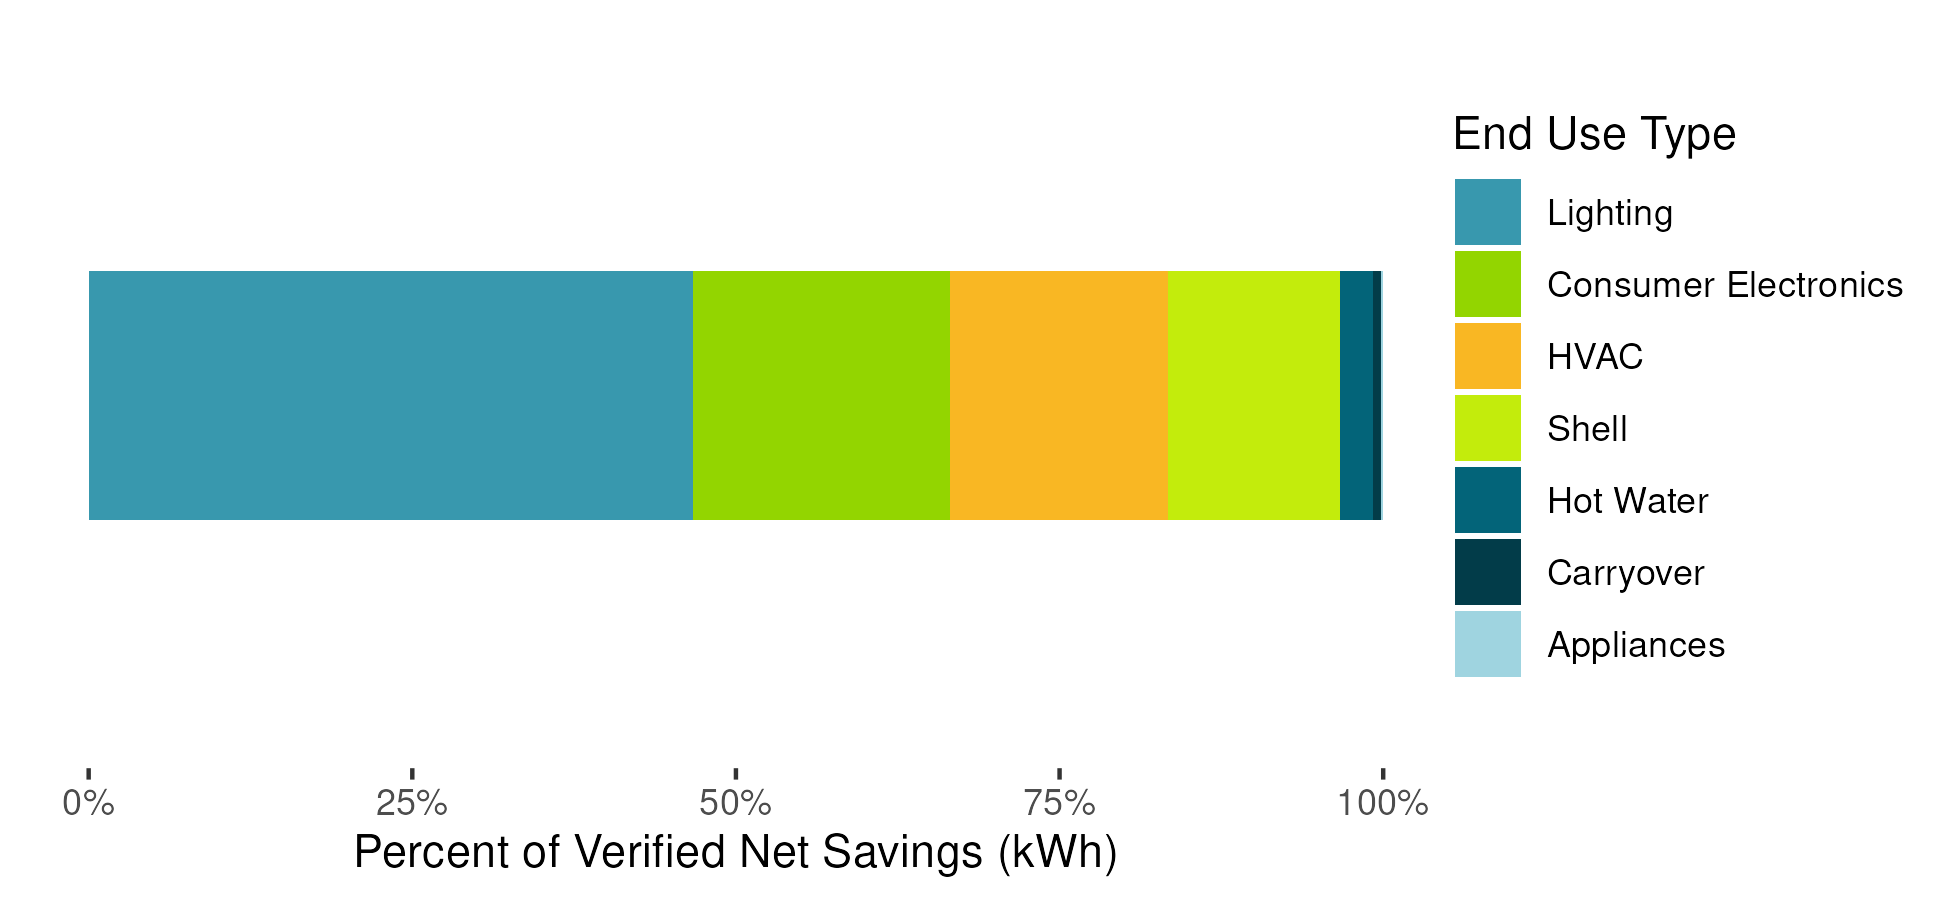 End Use Type
Lighting
Consumer Electronics
HVAC
Shell
Hot Water
Carryover
Appliances
0% 25% 50% 75% 100%
Percent of Verified Net Savings (kWh)